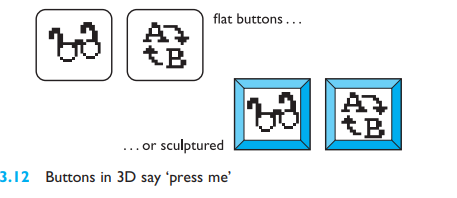 flat buttons ...
A
B
... or sculptured
A
B
3.12 Buttons in 3D say ‘press me’